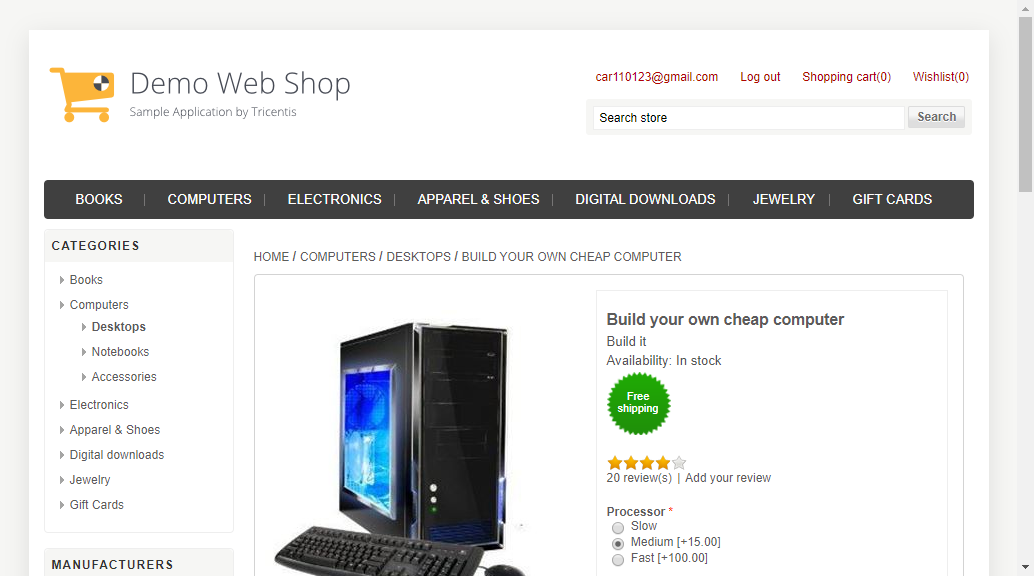 Demo Web Shop
Sample Application by Tricentis
car110123@gmail.com Log out Shopping cart(0) Wishlist(0)
Search store Search
BOOKS COMPUTERS ELECTRONICS APPAREL & SHOES DIGITAL DOWNLOADS JEWELRY GIFT CARDS
CATEGORIES
Books
Computers
Desktops
Notebooks
Accessories
Electronics
Apparel & Shoes
Digital downloads
Jewelry
Gift Cards
MANUFACTURERS
HOME / COMPUTERS / DESKTOPS / BUILD YOUR OWN CHEAP COMPUTER
Build your own cheap computer
Build it
Availability: In stock
Free
shipping
20 review(s) | Add your review
Processor *
Slow
Medium [+15.00]
Fast [+100.00]